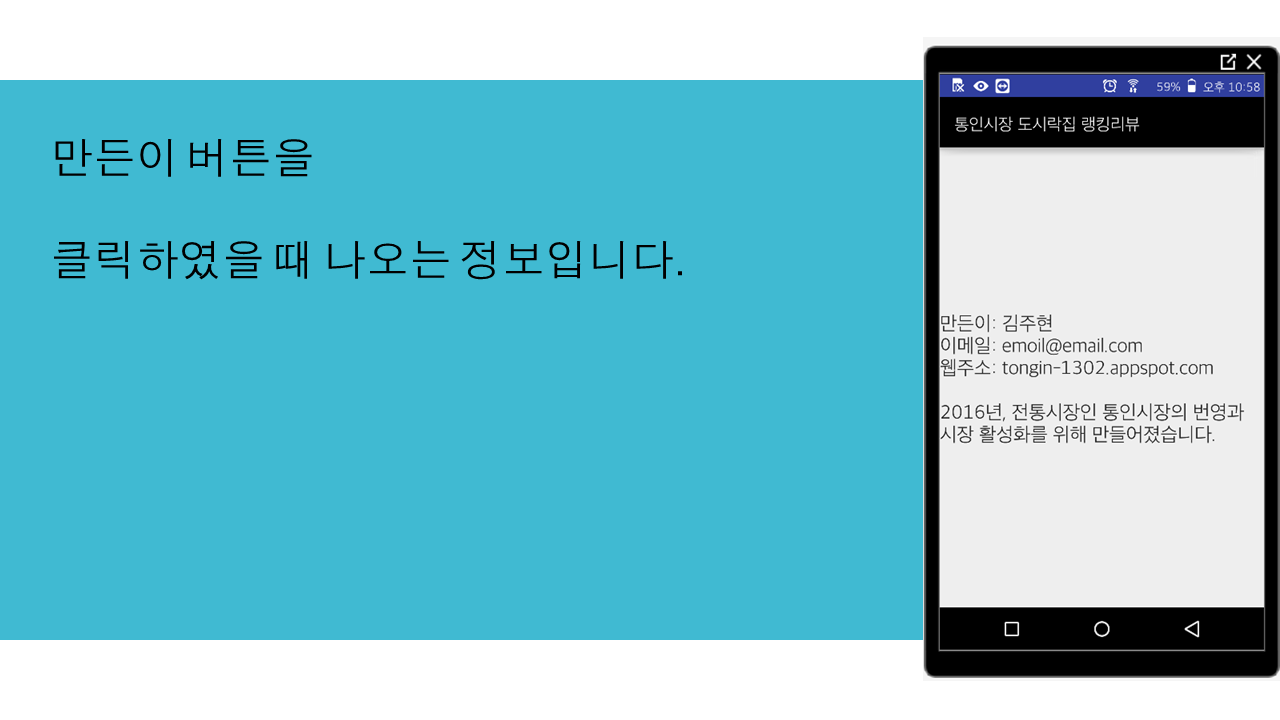 만든이 버튼을
클릭하였을 때 나오는 정보입니다.
59% 오후 10:58
통인시장 도시락집 랭킹리뷰
만든이: 김주현
이메일: emoil@email.com
웹주소: tongin-1302.appspot.com
2016년, 전통시장인 통인시장의 번영과
시장 활성화를 위해 만들어졌습니다.